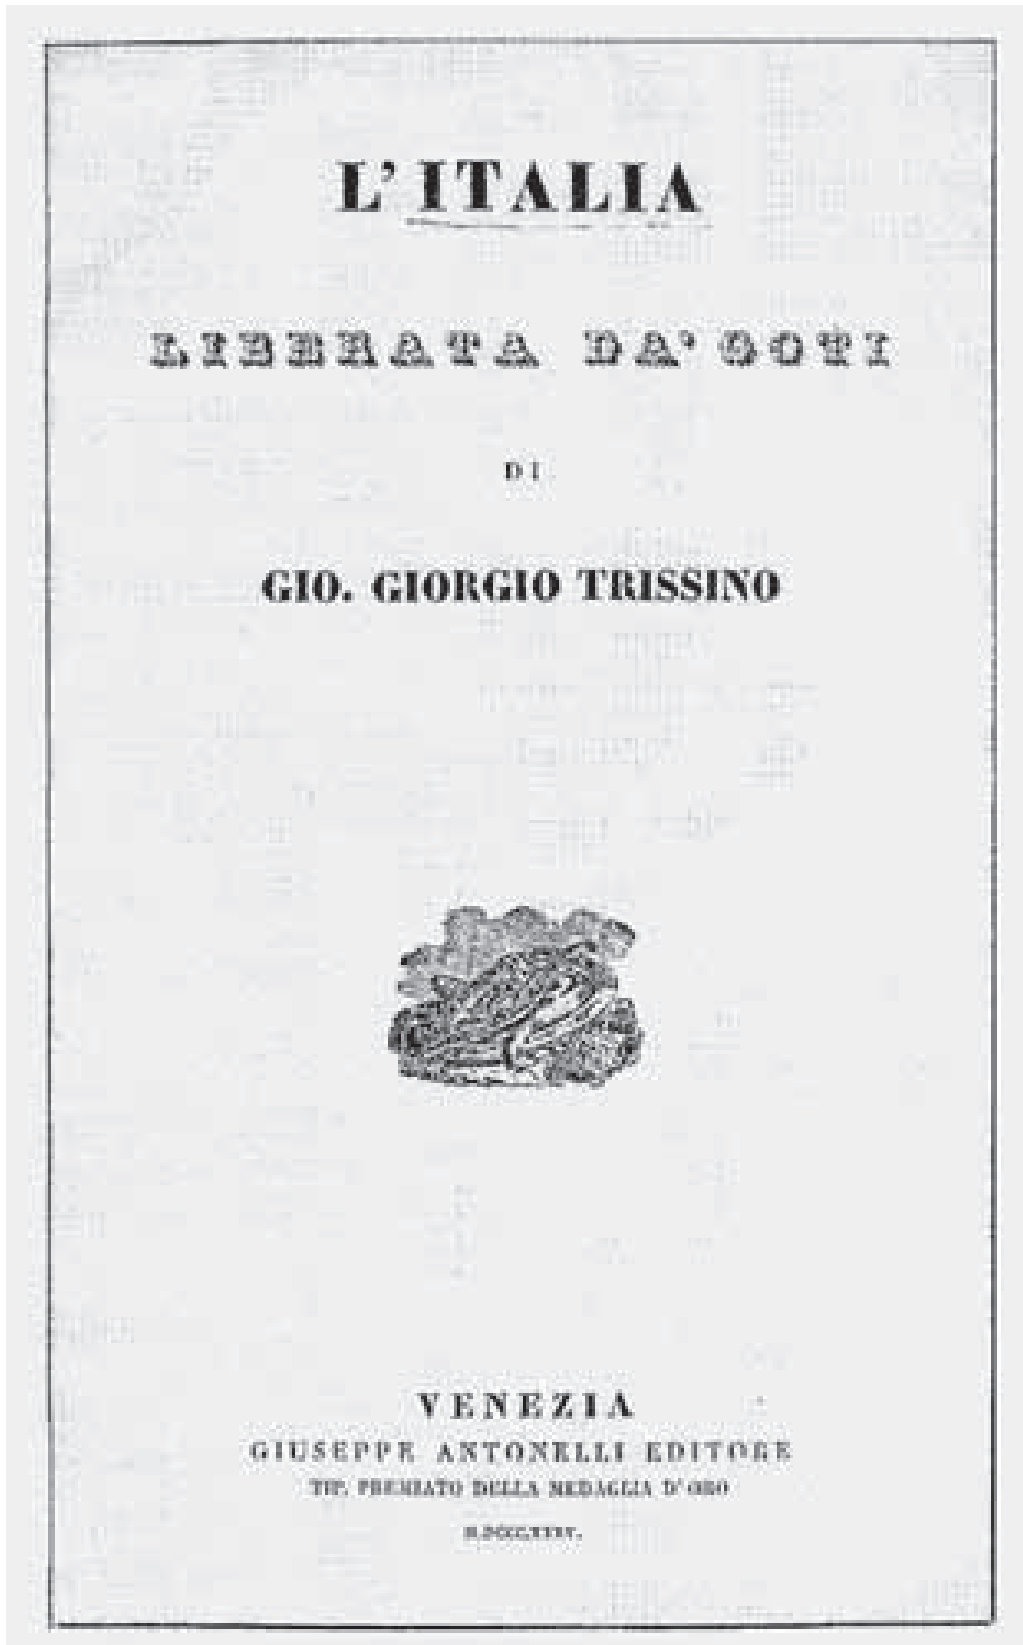 L' ITALIA
LIBERATA DA' GOTI
DI
GIO. GIORGIO TRISSINO
VENEZIA
GIUSEPPE ANTONELLI EDITORE
TIP. PREMIATO DELLA MEDAGLIA D' ORO